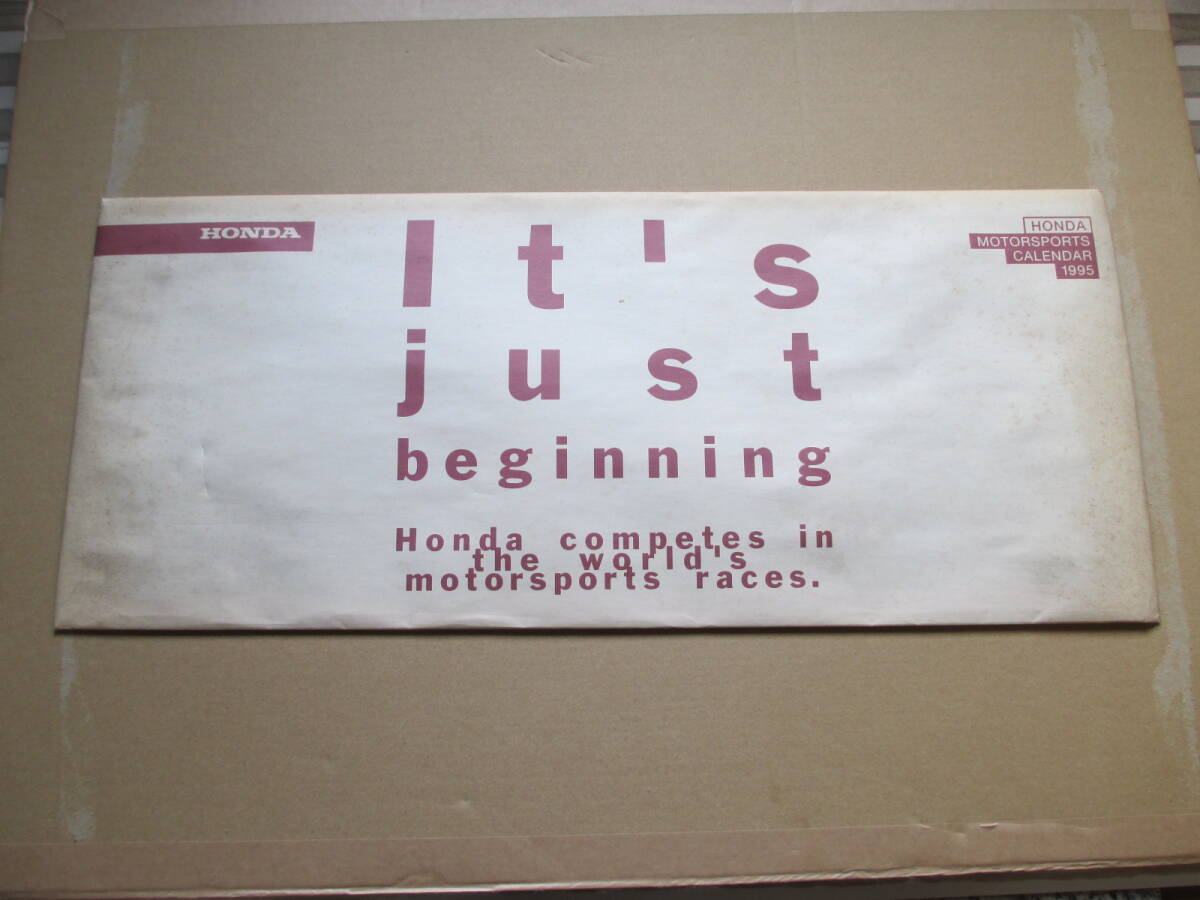 HONDA
It's
just
beginning
Honda competes in
the world's
motorsports races.
HONDA
MOTORSPORTS
CALENDAR
1995